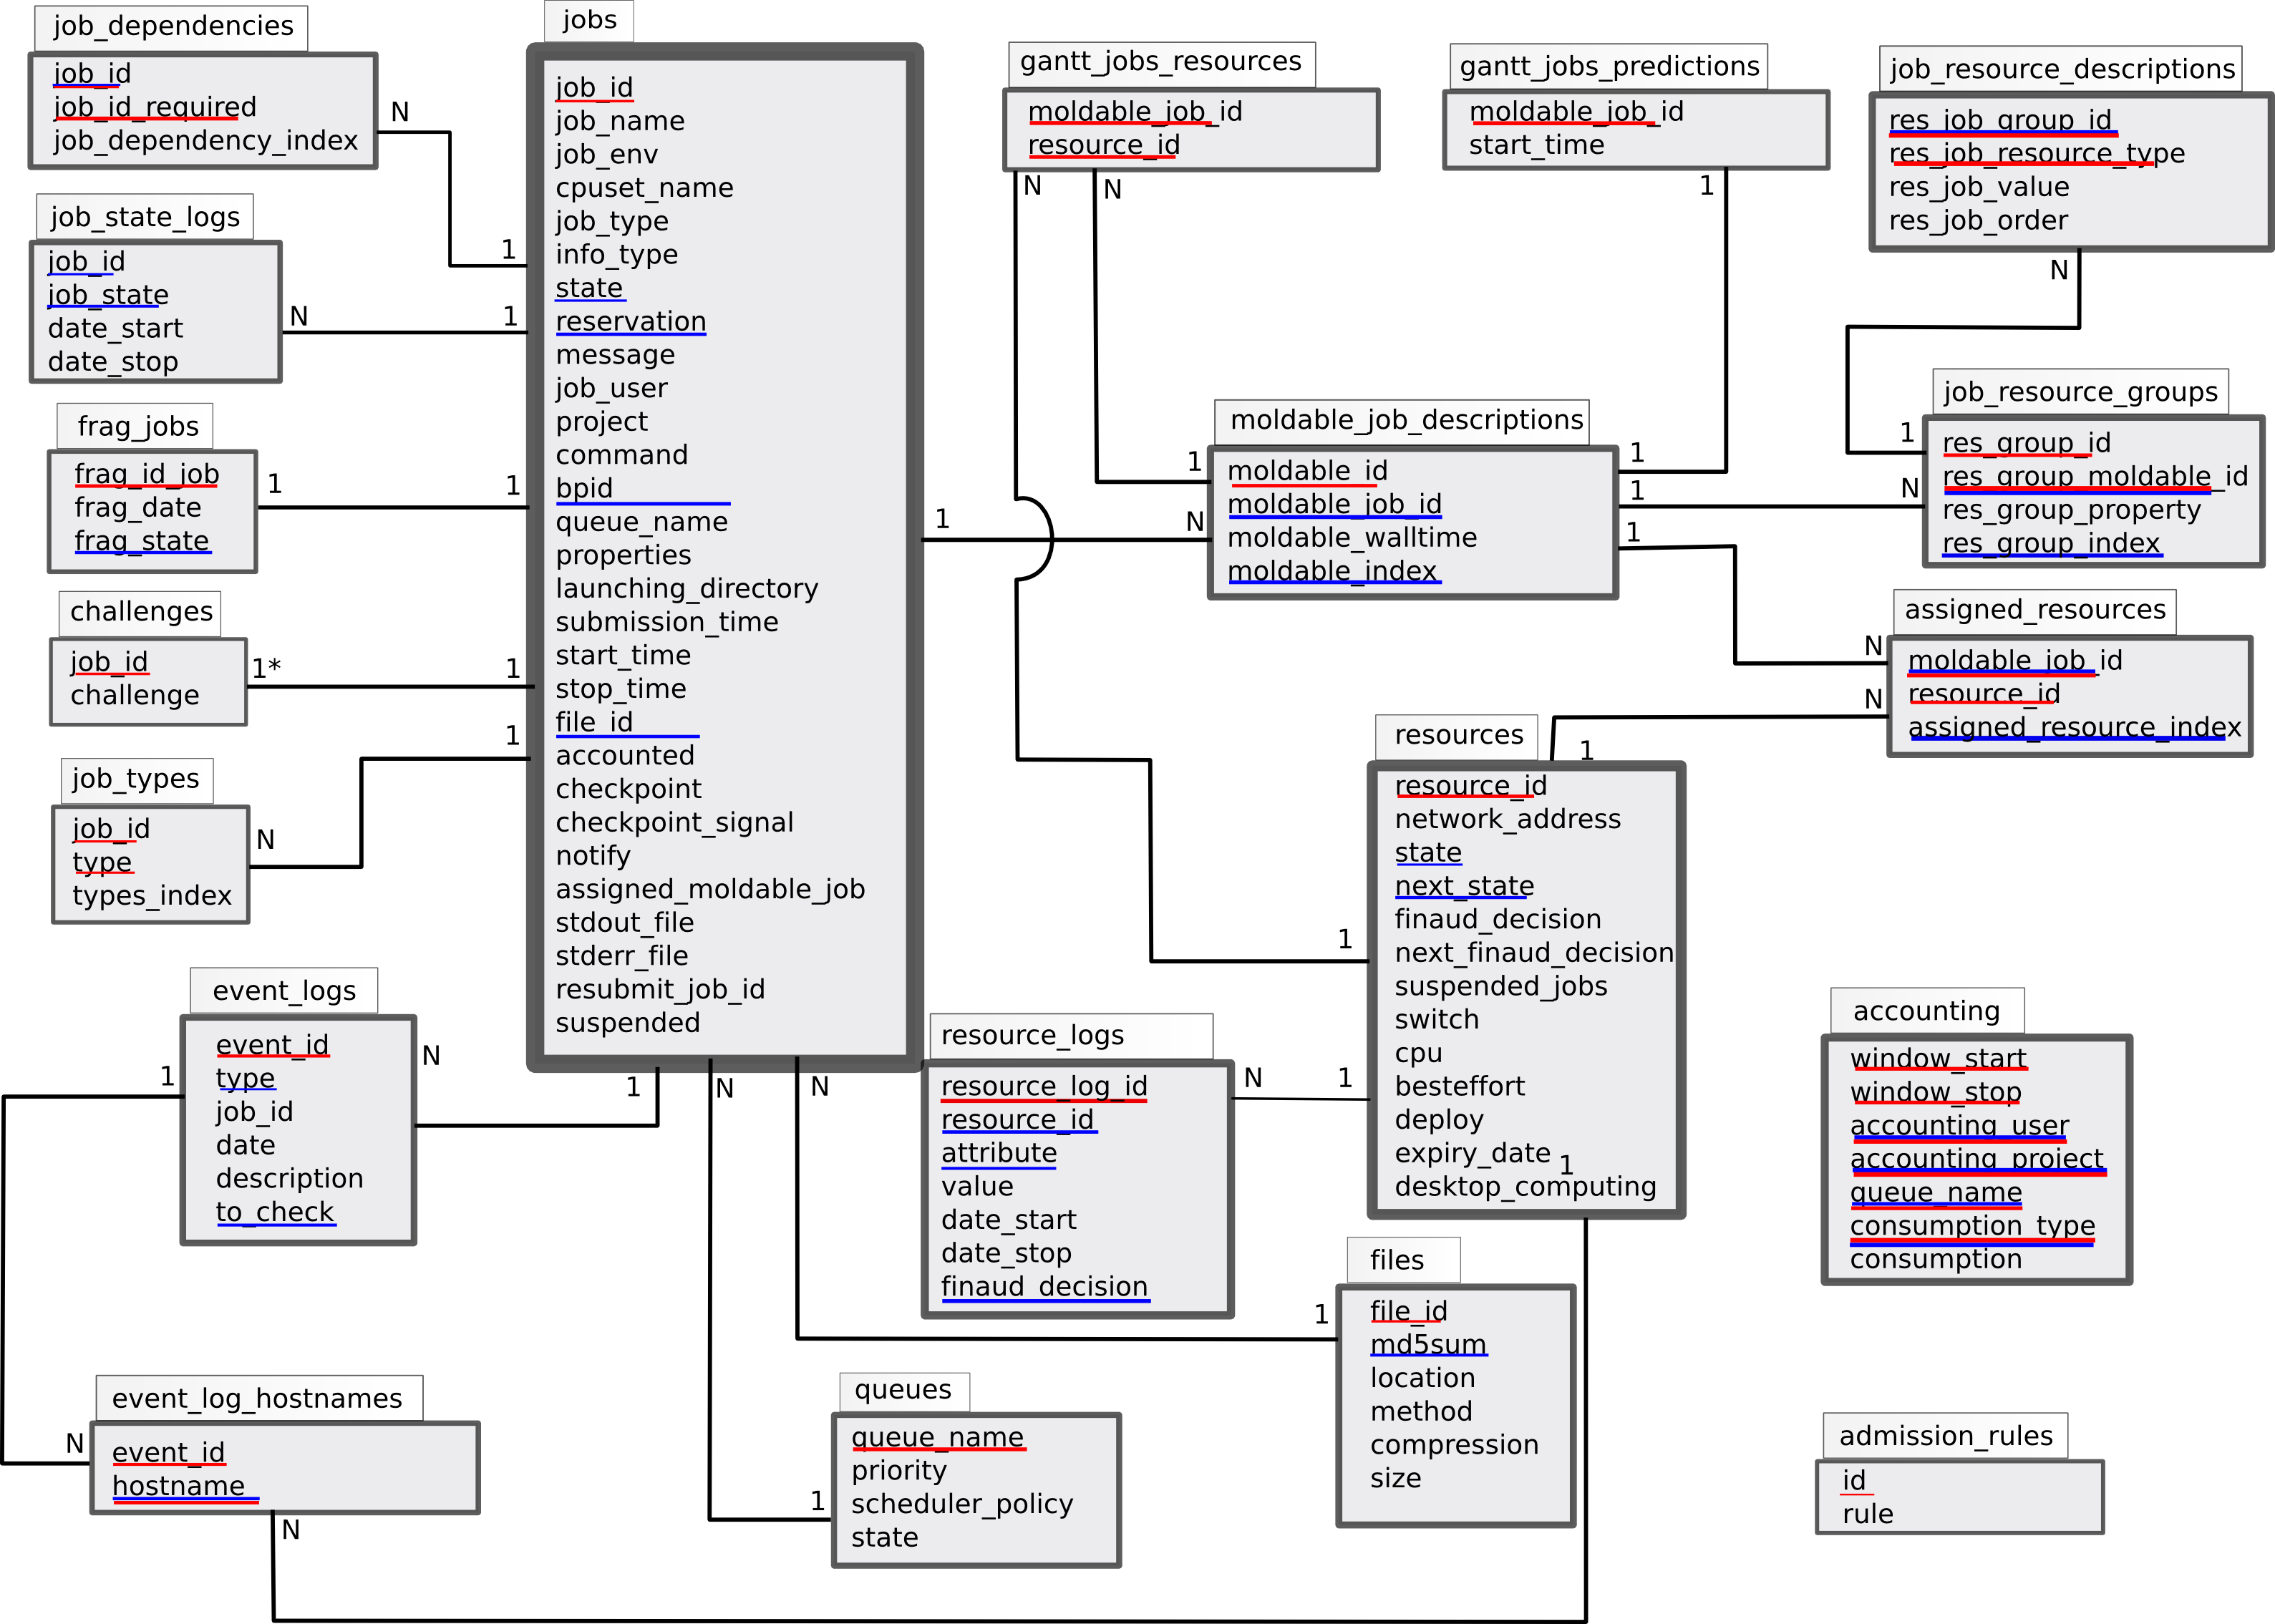 job_dependencies
job_id
job_id_required
job_dependency_index
N
1
job_state_logs
job_id
job_state
date_start
date_stop
N
1
frag_jobs
frag_id_job
frag_date
frag_state
1
1
challenges
job_id
challenge
1*
1
job_types
job_id
type
types_index
N
1
jobs
job_id
job_name
job_env
cpuset_name
job_type
info_type
state
reservation
message
job_user
project
command
bpid
queue_name
properties
launching_directory
submission_time
start_time
stop_time
file_id
accounted
checkpoint
checkpoint_signal
notify
assigned_moldable_job
stdout_file
stderr_file
resubmit_job_id
suspended
1
N
N
1
N
gantt_jobs_resources
moldable_job_id
resource_id
N
N
gantt_jobs_predictions
moldable_job_id
start_time
1
job_resource_descriptions
res_job_group_id
res_job_resource_type
res_job_value
res_job_order
N
moldable_job_descriptions
moldable_id
moldable_job_id
moldable_walltime
moldable_index
1
1
1
1
job_resource_groups
res_group_id
res_group_moldable_id
res_group_property
res_group_index
1
N
assigned_resources
moldable_job_id
resource_id
assigned_resource_index
N
N
resources
1
resource_id
network_address
state
next_state
finaud_decision
next_finaud_decision
suspended_jobs
switch
cpu
besteffort
deploy
expiry_date
1
desktop_computing
1
1
event_logs
event_id
type
job_id
date
description
to_check
1
N
resource_logs
resource_log_id
resource_id
attribute
value
date_start
date_stop
finaud_decision
N
accounting
window_start
window_stop
accounting_user
accounting_project
queue_name
consumption_type
consumption
files
file_id
md5sum
location
method
compression
size
1
event_log_hostnames
event_id
hostname
N
N
queues
queue_name
priority
scheduler_policy
state
1
admission_rules
id
rule